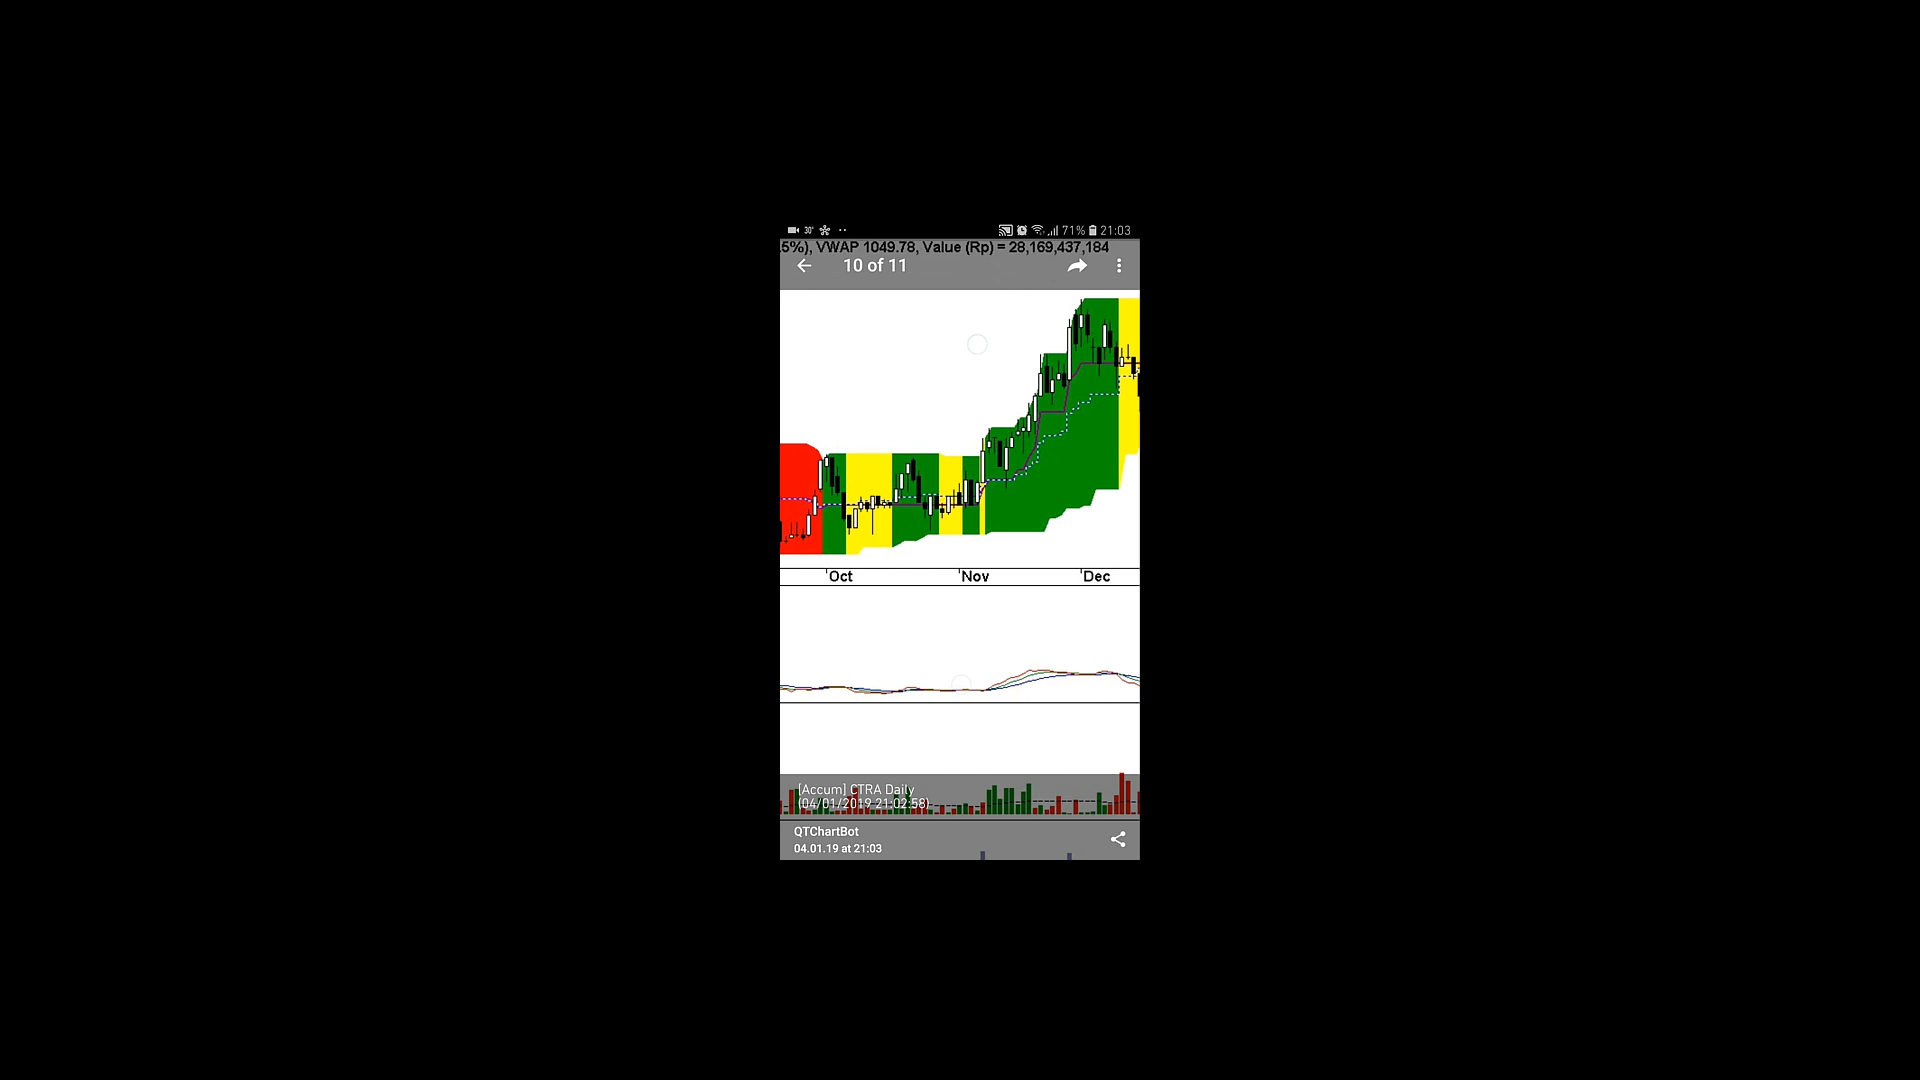 30°
71% 21:03
.5%), VWAP 1049.78, Value (Rp) = 28,169,437,184
10 of 11
Oct Nov Dec
[Accum] CTRA Daily
(04/01/2019 21:02:58)
QTChartBot
04.01.19 at 21:03